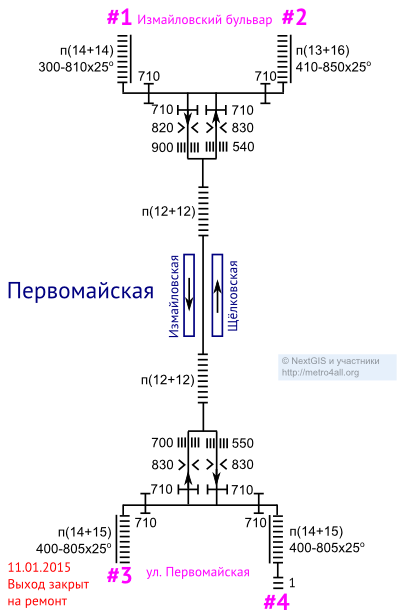 #1 Измайловский бульвар #2
п(14+14)
300-810x25°
п(13+16)
410-850x25°
710 710
710 710
820 830
900 540
п(12+12)
Первомайская
Измайловская
Щёлковская
© NextGIS и участники
http://metro4all.org
п(12+12)
700 550
830 830
710 710
710 710
п(14+15)
400-805x25°
п(14+15)
400-805x25°
#3 ул. Первомайская
11.01.2015
Выход закрыт
на ремонт
1
#4